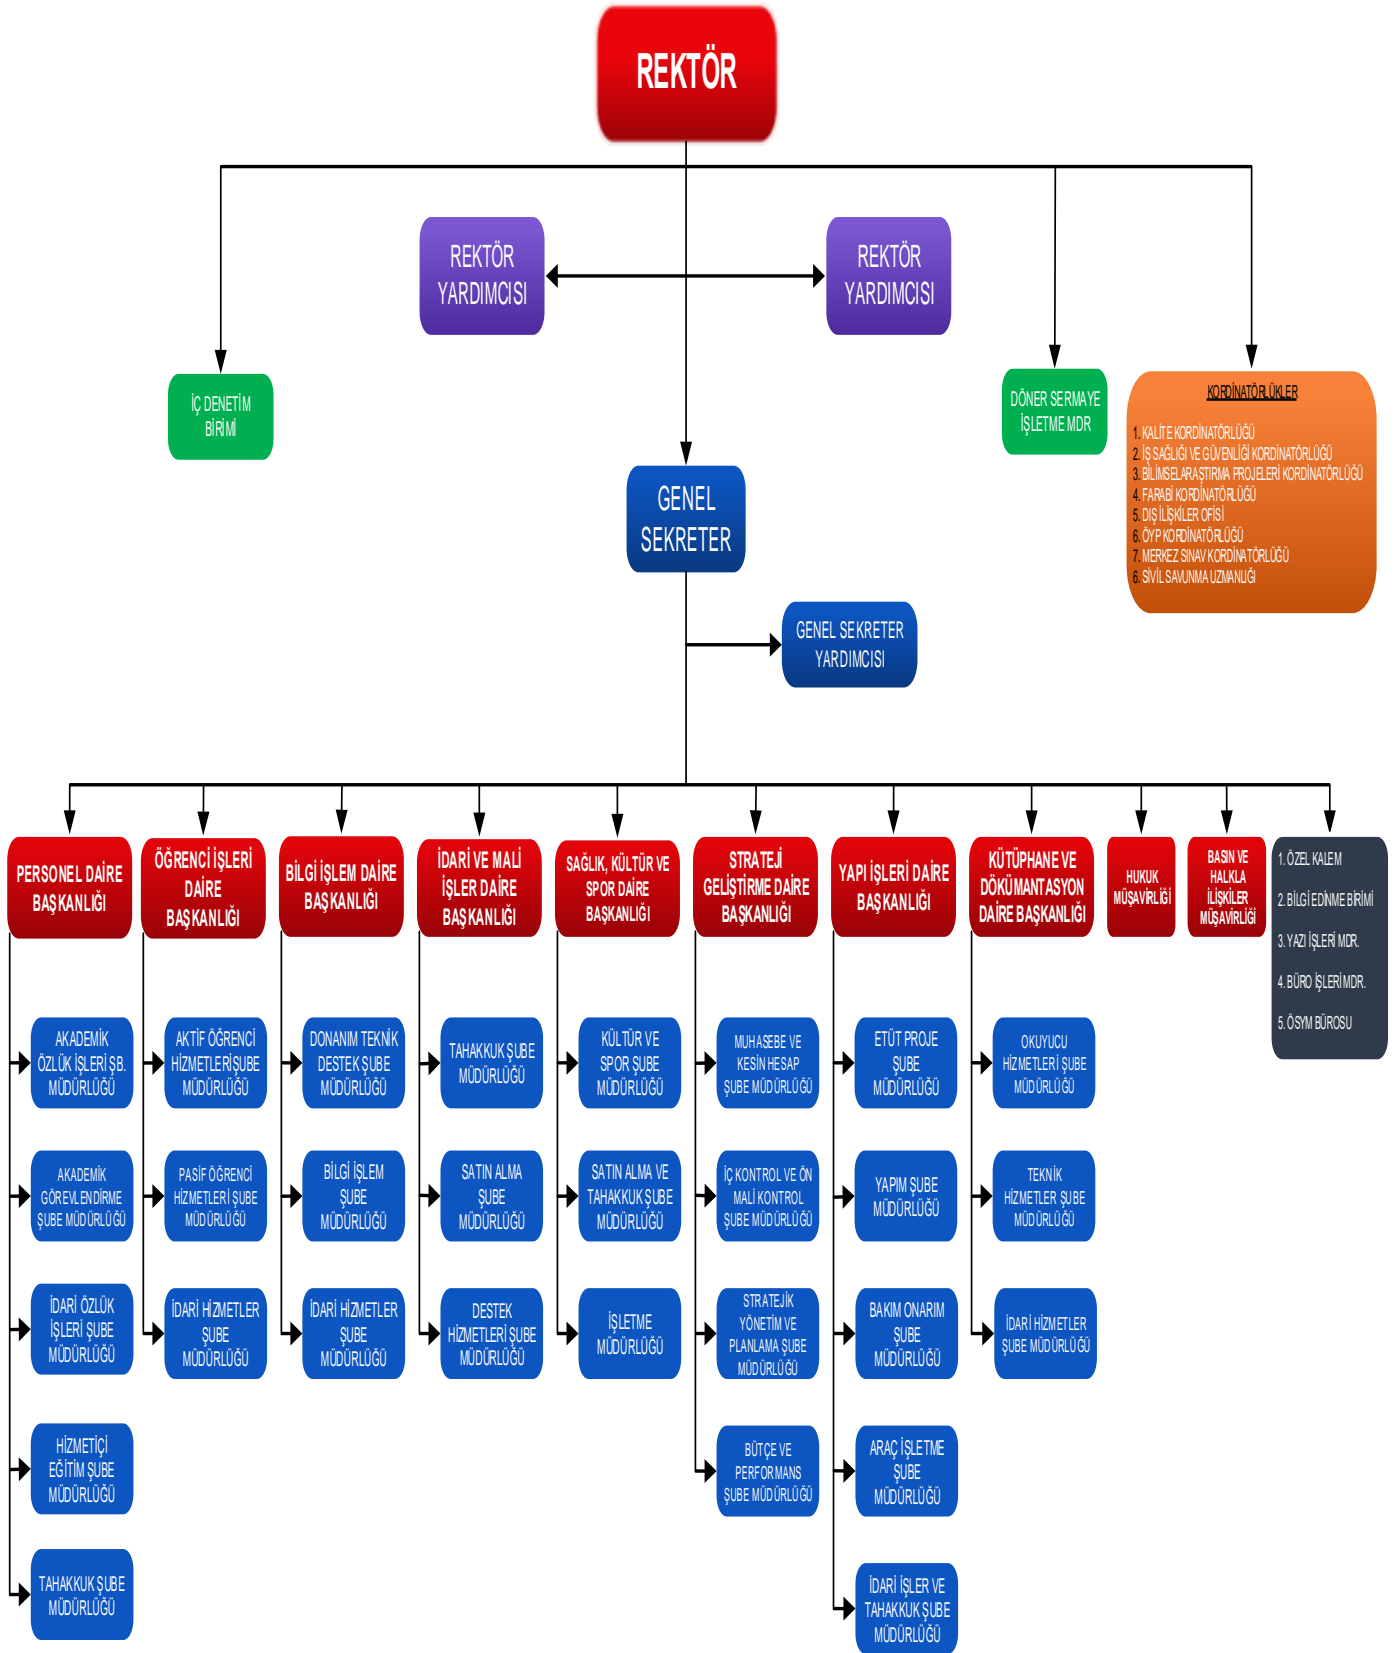 REKTÖR
REKTÖR
YARDIMCISI
REKTÖR
YARDIMCISI
İÇ DENETİM
BİRİMİ
DÖNER SERMAYE
İŞLETME MDR
KORDİNATÖRLÜKLER
1. KALİTE KORDİNATÖRLÜĞÜ
2. İŞ SAĞLIĞI VE GÜVENLİĞİ KORDİNATÖRLÜĞÜ
3. BİLİMSELARAŞTIRMA PROJELERİ KORDİNATÖRLÜĞÜ
4. FARABİ KORDİNATÖRLÜĞÜ
5. DIŞ İLİŞKİLER OFİSİ
6. ÖYP KORDİNATÖRLÜĞÜ
7. MERKEZ SINAV KORDİNATÖRLÜĞÜ
6. SİVİL SAVUNMA UZMANLIĞI
GENEL
SEKRETER
GENEL SEKRETER
YARDIMCISI
PERSONEL DAİRE
BAŞKANLIĞI
ÖĞRENCİ İŞLERİ
DAİRE
BAŞKANLIĞI
BİLGİ İŞLEM DAİRE
BAŞKANLIĞI
İDARİ VE MALİ
İŞLER DAİRE
BAŞKANLIĞI
SAĞLIK, KÜLTÜR VE
SPOR DAİRE
BAŞKANLIĞI
STRATEJİ
GELİŞTİRME DAİRE
BAŞKANLIĞI
YAPI İŞLERİ DAİRE
BAŞKANLIĞI
KÜTÜPHANE VE
DÖKÜMANTASYON
DAİRE BAŞKANLIĞI
HUKUK
MÜŞAVİRLİĞİ
BASIN VE
HALKLA
İLİŞKİLER
MÜŞAVİRLİĞİ
1. ÖZEL KALEM
2. BİLGİ EDİNME BİRİMİ
3. YAZI İŞLERİ MDR.
4. BÜRO İŞLERİ MDR.
5. ÖSYM BÜROSU
AKADEMİK
ÖZLÜK İŞLERİ ŞB.
MÜDÜRLÜĞÜ
AKTİF ÖĞRENCİ
HİZMETLERİ ŞUBE
MÜDÜRLÜĞÜ
DONANIM TEKNİK
DESTEK ŞUBE
MÜDÜRLÜĞÜ
TAHAKKUK ŞUBE
MÜDÜRLÜĞÜ
KÜLTÜR VE
SPOR ŞUBE
MÜDÜRLÜĞÜ
MUHASEBE VE
KESİN HESAP
ŞUBE MÜDÜRLÜĞÜ
ETÜT PROJE
ŞUBE
MÜDÜRLÜĞÜ
OKUYUCU
HİZMETLERİ ŞUBE
MÜDÜRLÜĞÜ
AKADEMİK
GÖREVLENDİRME
ŞUBE MÜDÜRLÜĞÜ
PASİF ÖĞRENCİ
HİZMETLERİ ŞUBE
MÜDÜRLÜĞÜ
BİLGİ İŞLEM
ŞUBE
MÜDÜRLÜĞÜ
SATIN ALMA
ŞUBE
MÜDÜRLÜĞÜ
SATIN ALMA VE
TAHAKKUK ŞUBE
MÜDÜRLÜĞÜ
İÇ KONTROL VE ÖN
MALİ KONTROL
ŞUBE MÜDÜRLÜĞÜ
YAPIM ŞUBE
MÜDÜRLÜĞÜ
TEKNİK
HİZMETLER ŞUBE
MÜDÜRLÜĞÜ
İDARİ ÖZLÜK
İŞLERİ ŞUBE
MÜDÜRLÜĞÜ
İDARİ HİZMETLER
ŞUBE
MÜDÜRLÜĞÜ
İDARİ HİZMETLER
ŞUBE
MÜDÜRLÜĞÜ
DESTEK
HİZMETLERİ ŞUBE
MÜDÜRLÜĞÜ
İŞLETME
MÜDÜRLÜĞÜ
STRATEJİK
YÖNETİM VE
PLANLAMA ŞUBE
MÜDÜRLÜĞÜ
BAKIM ONARIM
ŞUBE
MÜDÜRLÜĞÜ
İDARİ HİZMETLER
ŞUBE MÜDÜRLÜĞÜ
HİZMETİÇİ
EĞİTİM ŞUBE
MÜDÜRLÜĞÜ
BÜTÇE VE
PERFORMANS
ŞUBE MÜDÜRLÜĞÜ
ARAÇ İŞLETME
ŞUBE
MÜDÜRLÜĞÜ
TAHAKKUK ŞUBE
MÜDÜRLÜĞÜ
İDARİ İŞLER VE
TAHAKKUK ŞUBE
MÜDÜRLÜĞÜ